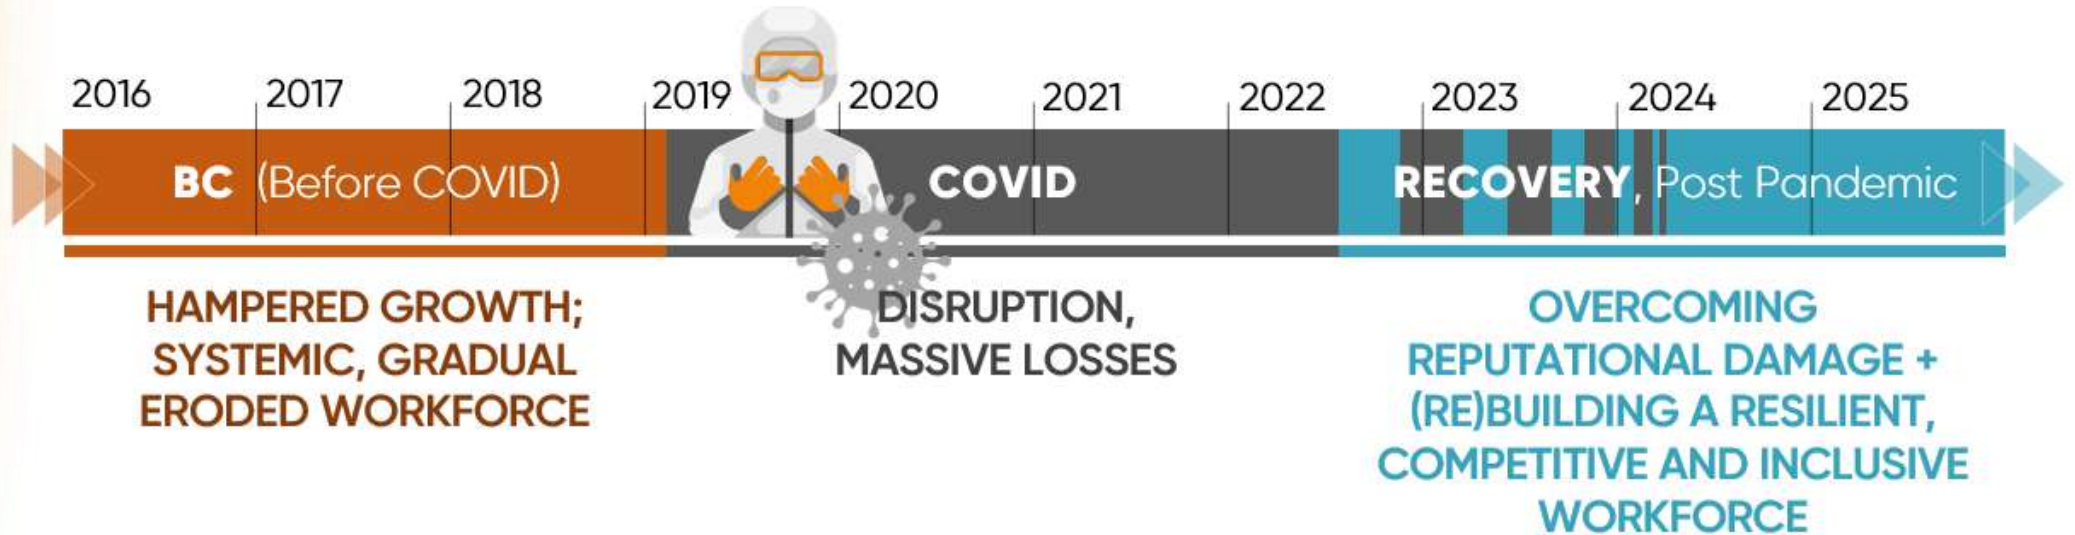 2016 2017 2018 2019 2020 2021 2022 2023 2024 2025
BC (Before COVID) COVID RECOVERY, Post Pandemic
HAMPERED GROWTH;
SYSTEMIC, GRADUAL
ERODED WORKFORCE
DISRUPTION,
MASSIVE LOSSES
OVERCOMING
REPUTATIONAL DAMAGE +
(RE)BUILDING A RESILIENT,
COMPETITIVE AND INCLUSIVE
WORKFORCE